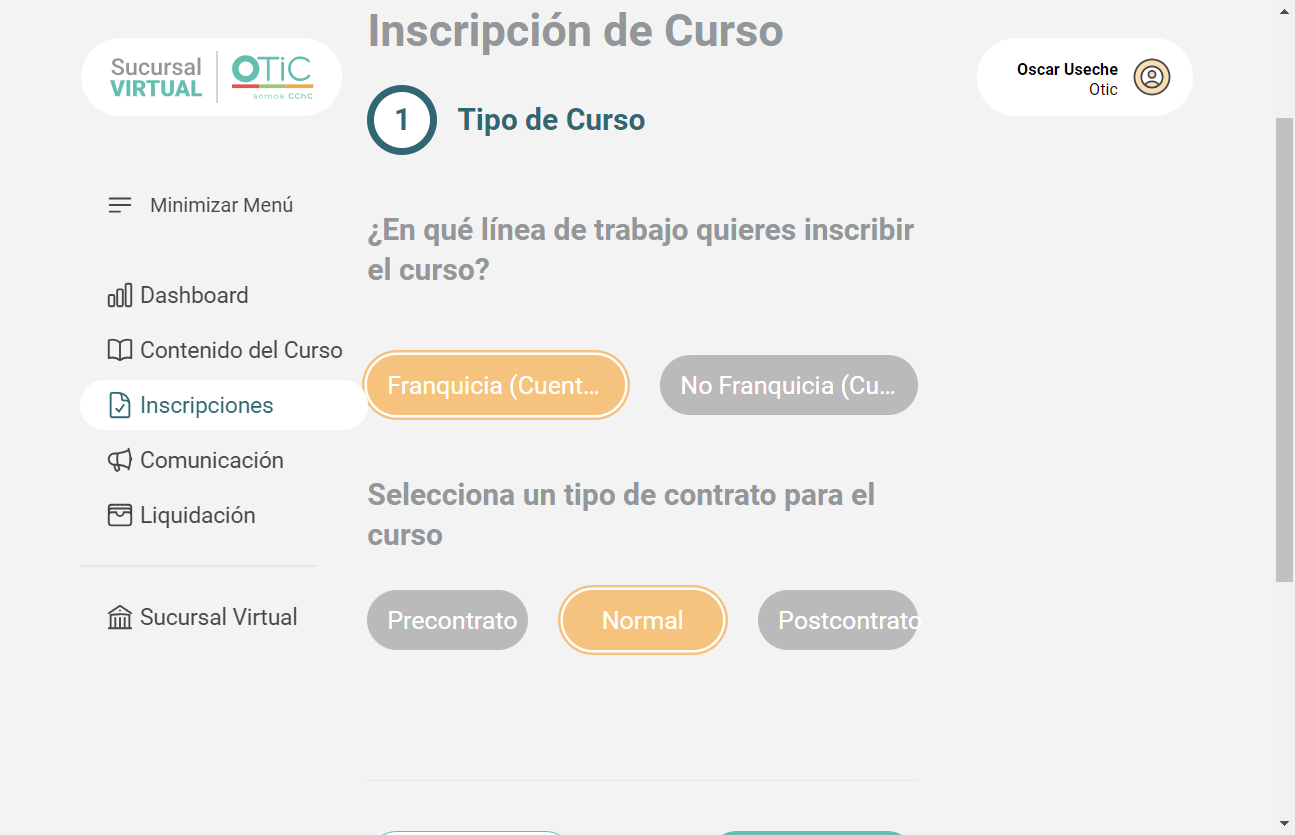 Inscripción de Curso
Sucursal
VIRTUAL
OTiC
somos CChC
Oscar Useche
Otic
1
Tipo de Curso
Minimizar Menú
¿En qué línea de trabajo quieres inscribir
el curso?
Dashboard
Contenido del Curso
Inscripciones
Comunicación
Liquidación
Sucursal Virtual
Franquicia (Cuent...
No Franquicia (Cu...
Selecciona un tipo de contrato para el
curso
Precontrato
Normal
Postcontrato